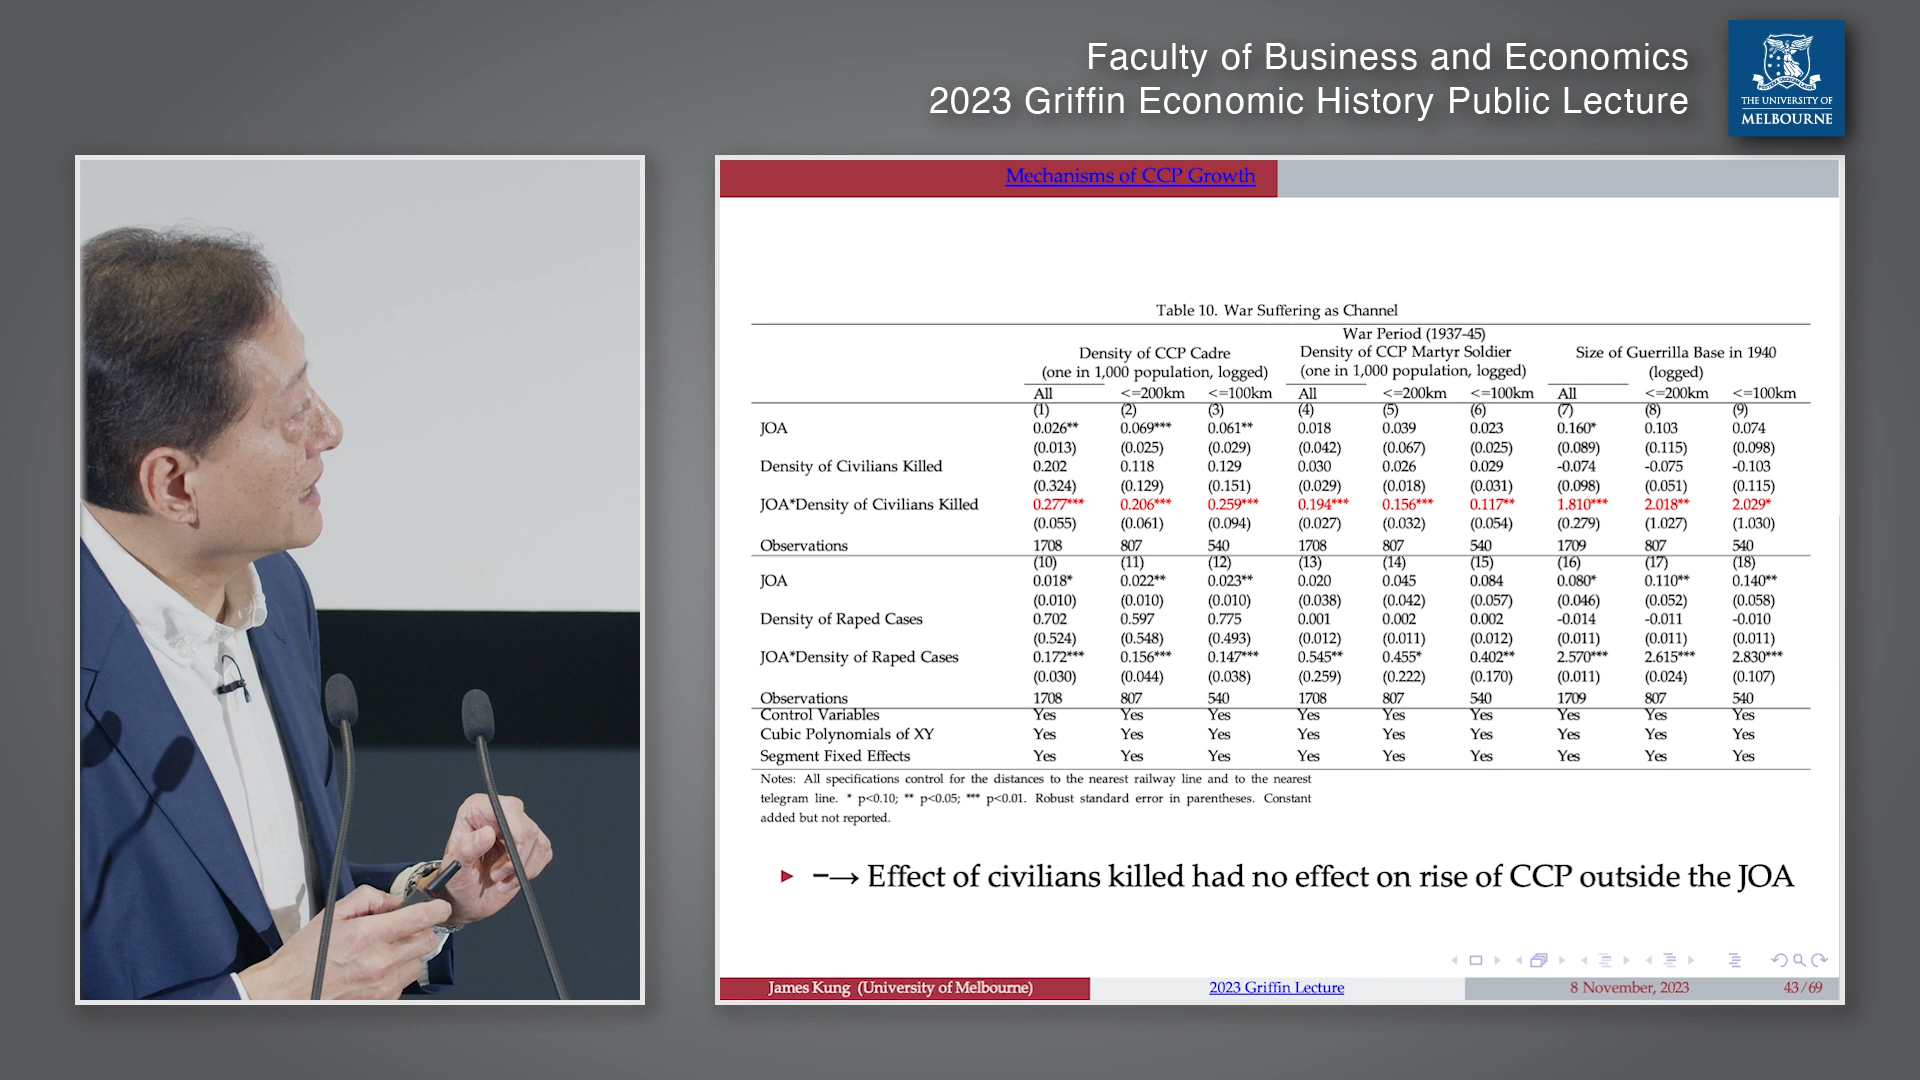 Faculty of Business and Economics
2023 Griffin Economic History Public Lecture
THE UNIVERSITY OF
MELBOURNE
Mechanisms of CCP Growth
Table 10. War Suffering as Channel
War Period (1937-45)
Density of CCP Cadre Density of CCP Martyr Soldier Size of Guerrilla Base in 1940
(one in 1,000 population, logged) (one in 1,000 population, logged) (logged)
All <=200km <=100km All <=200km <=100km All <=200km <=100km
(1) (2) (3) (4) (5) (6) (7) (8) (9)
JOA 0.026** 0.069*** 0.061** 0.018 0.039 0.023 0.160* 0.103 0.074
(0.013) (0.025) (0.029) (0.042) (0.067) (0.025) (0.089) (0.115) (0.098)
Density of Civilians Killed 0.202 0.118 0.129 0.030 0.026 0.029 -0.074 -0.075 -0.103
(0.324) (0.129) (0.151) (0.029) (0.018) (0.031) (0.098) (0.051) (0.115)
JOA*Density of Civilians Killed 0.277*** 0.206*** 0.259*** 0.194*** 0.156*** 0.117** 1.810*** 2.018** 2.029*
(0.055) (0.061) (0.094) (0.027) (0.032) (0.054) (0.279) (1.027) (1.030)
Observations 1708 807 540 1708 807 540 1709 807 540
(10) (11) (12) (13) (14) (15) (16) (17) (18)
JOA 0.018* 0.022** 0.023** 0.020 0.045 0.084 0.080* 0.110** 0.140**
(0.010) (0.010) (0.010) (0.038) (0.042) (0.057) (0.046) (0.052) (0.058)
Density of Raped Cases 0.702 0.597 0.775 0.001 0.002 0.002 -0.014 -0.011 -0.010
(0.524) (0.548) (0.493) (0.012) (0.011) (0.012) (0.011) (0.011) (0.011)
JOA*Density of Raped Cases 0.172*** 0.156*** 0.147*** 0.545** 0.455* 0.402** 2.570*** 2.615*** 2.830***
(0.030) (0.044) (0.038) (0.259) (0.222) (0.170) (0.011) (0.024) (0.107)
Observations 1708 807 540 1708 807 540 1709 807 540
Control Variables Yes Yes Yes Yes Yes Yes Yes Yes Yes
Cubic Polynomials of XY Yes Yes Yes Yes Yes Yes Yes Yes Yes
Segment Fixed Effects Yes Yes Yes Yes Yes Yes Yes Yes Yes
Notes: All specifications control for the distances to the nearest railway line and to the nearest
telegram line. * p<0.10; ** p<0.05; *** p<0.01. Robust standard error in parentheses. Constant
added but not reported.
−→ Effect of civilians killed had no effect on rise of CCP outside the JOA
James Kung (University of Melbourne) 2023 Griffin Lecture 8 November, 2023 43/69